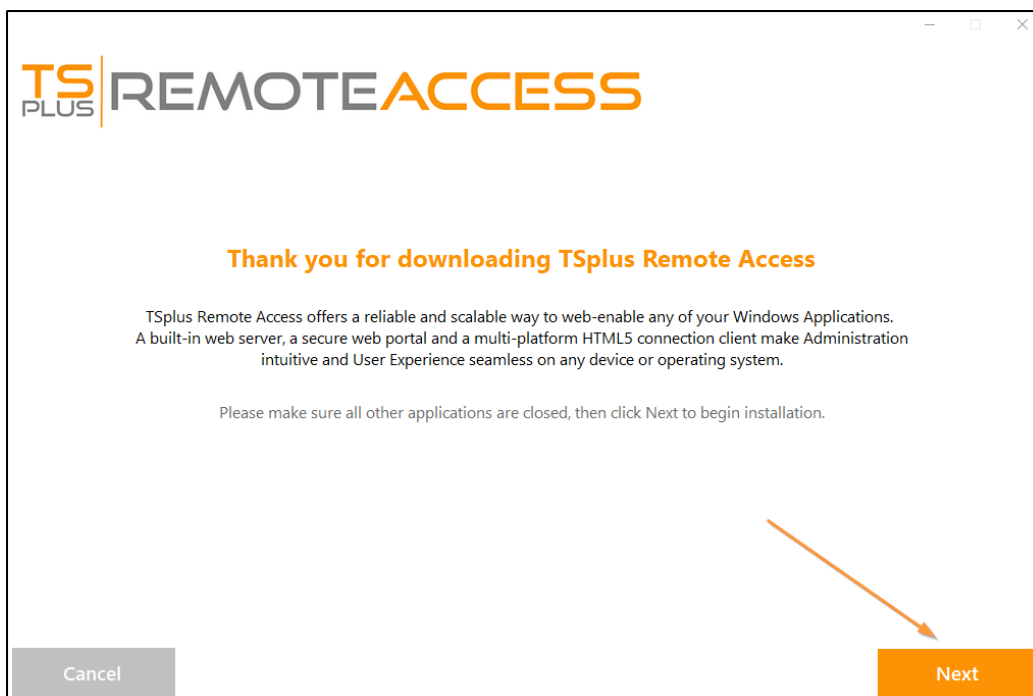 TS PLUS REMOTEACCESS
Thank you for downloading TSplus Remote Access
TSplus Remote Access offers a reliable and scalable way to web-enable any of your Windows Applications.
A built-in web server, a secure web portal and a multi-platform HTML5 connection client make Administration
intuitive and User Experience seamless on any device or operating system.
Please make sure all other applications are closed, then click Next to begin installation.
Cancel
Next